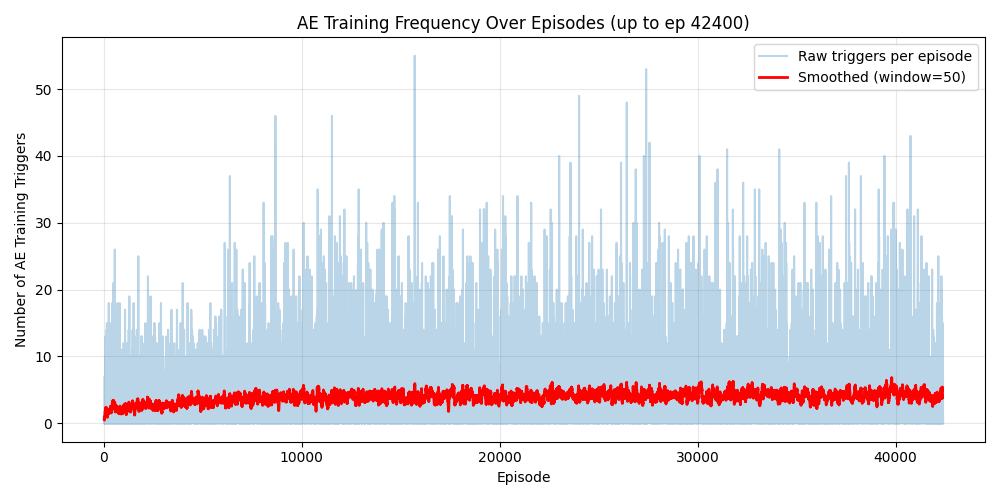 AE Training Frequency Over Episodes (up to ep 42400)
Raw triggers per episode
Smoothed (window=50)
Number of AE Training Triggers
50
40
30
20
10
0
0 10000 20000 30000 40000
Episode